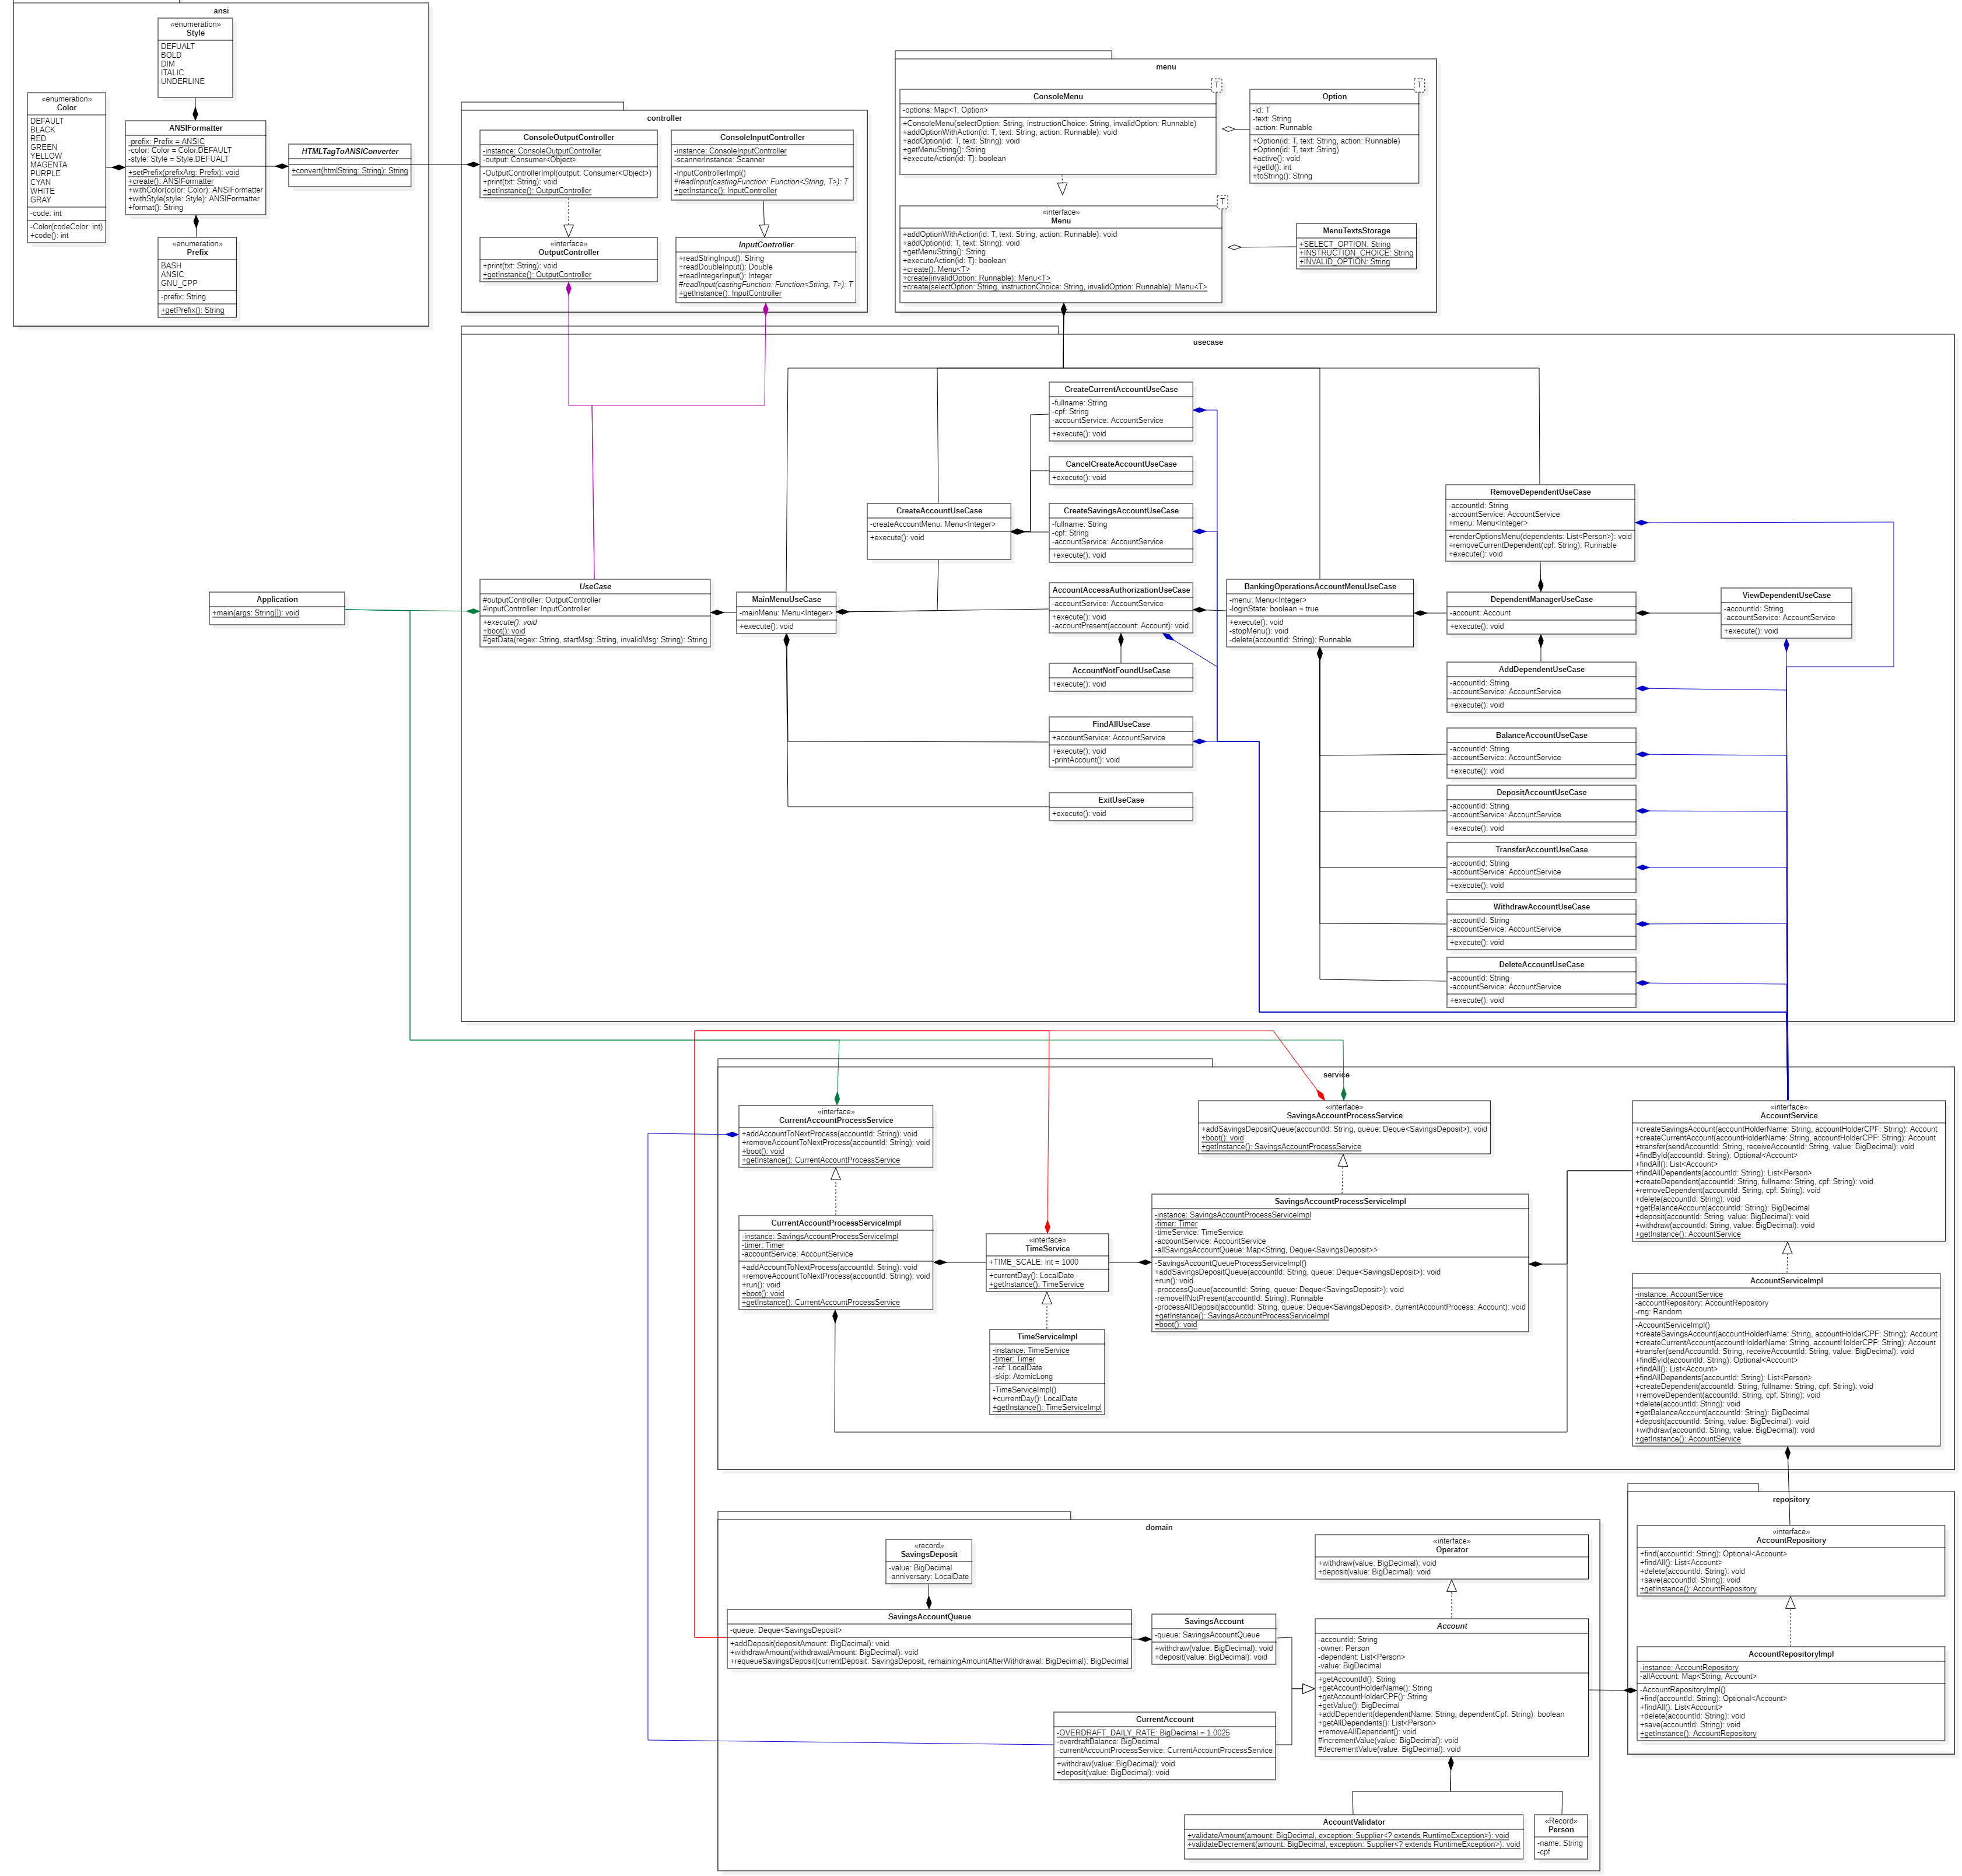 ansi
«enumeration»
Style
DEFUALT
BOLD
DIM
ITALIC
UNDERLINE
«enumeration»
Color
DEFAULT
BLACK
RED
GREEN
YELLOW
MAGENTA
PURPLE
CYAN
WHITE
GRAY
-code: int
-Color(codeColor: int)
+code(): int
ANSIFormatter
-prefix: Prefix = ANSIC
-color: Color = Color.DEFAULT
-style: Style = Style.DEFUALT
+setPrefix(prefixArg: Prefix): void
+create(): ANSIFormatter
+withColor(color: Color): ANSIFormatter
+withStyle(style: Style): ANSIFormatter
+format(): String
HTMLTagToANSIConverter
+convert(htmlString: String): String
«enumeration»
Prefix
BASH
ANSIC
GNU_CPP
-prefix: String
+getPrefix(): String
controller
ConsoleOutputController
-instance: ConsoleOutputController
-output: Consumer<Object>
-OutputControllerImpl(output: Consumer<Object>)
+print(txt: String): void
+getInstance(): OutputController
ConsoleInputController
-instance: ConsoleInputController
-scannerInstance: Scanner
-InputControllerImpl()
#readInput(castingFunction: Function<String, T>): T
+getInstance(): InputController
«interface»
OutputController
+print(txt: String): void
+getInstance(): OutputController
InputController
+readStringInput(): String
+readDoubleInput(): Double
+readIntegerInput(): Integer
#readInput(castingFunction: Function<String, T>): T
+getInstance(): InputController
menu
T
ConsoleMenu
-options: Map<T, Option>
+ConsoleMenu(selectOption: String, instructionChoice: String, invalidOption: Runnable)
+addOptionWithAction(id: T, text: String, action: Runnable): void
+addOption(id: T, text: String): void
+getMenuString(): String
+executeAction(id: T): boolean
T
Option
-id: T
-text: String
-action: Runnable
+Option(id: T, text: String, action: Runnable)
+Option(id: T, text: String)
+active(): void
+getId(): int
+toString(): String
T
«interface»
Menu
+addOptionWithAction(id: T, text: String, action: Runnable): void
+addOption(id: T, text: String): void
+getMenuString(): String
+executeAction(id: T): boolean
+create(): Menu<T>
+create(invalidOption: Runnable): Menu<T>
+create(selectOption: String, instructionChoice: String, invalidOption: Runnable): Menu<T>
MenuTextsStorage
+SELECT_OPTION: String
+INSTRUCTION_CHOICE: String
+INVALID_OPTION: String
usecase
CreateCurrentAccountUseCase
-fullname: String
-cpf: String
-accountService: AccountService
+execute(): void
CancelCreateAccountUseCase
+execute(): void
CreateAccountUseCase
-createAccountMenu: Menu<Integer>
+execute(): void
CreateSavingsAccountUseCase
-fullname: String
-cpf: String
-accountService: AccountService
+execute(): void
RemoveDependentUseCase
-accountId: String
-accountService: AccountService
+menu: Menu<Integer>
+renderOptionsMenu(dependents: List<Person>): void
+removeCurrentDependent(cpf: String): Runnable
+execute(): void
Application
+main(args: String[]): void
UseCase
#outputController: OutputController
#inputController: InputController
+execute(): void
+boot(): void
#getData(regex: String, startMsg: String, invalidMsg: String): String
MainMenuUseCase
-mainMenu: Menu<Integer>
+execute(): void
AccountAccessAuthorizationUseCase
-accountService: AccountService
+execute(): void
-accountPresent(account: Account): void
BankingOperationsAccountMenuUseCase
-menu: Menu<Integer>
-loginState: boolean = true
+execute(): void
-stopMenu(): void
-delete(accountId: String): Runnable
DependentManagerUseCase
-account: Account
+execute(): void
ViewDependentUseCase
-accountId: String
-accountService: AccountService
+execute(): void
AccountNotFoundUseCase
+execute(): void
AddDependentUseCase
-accountId: String
-accountService: AccountService
+execute(): void
FindAllUseCase
+accountService: AccountService
+execute(): void
-printAccount(): void
BalanceAccountUseCase
-accountId: String
-accountService: AccountService
+execute(): void
ExitUseCase
+execute(): void
DepositAccountUseCase
-accountId: String
-accountService: AccountService
+execute(): void
TransferAccountUseCase
-accountId: String
-accountService: AccountService
+execute(): void
WithdrawAccountUseCase
-accountId: String
-accountService: AccountService
+execute(): void
DeleteAccountUseCase
-accountId: String
-accountService: AccountService
+execute(): void
service
«interface»
CurrentAccountProcessService
+addAccountToNextProcess(accountId: String): void
+removeAccountToNextProcess(accountId: String): void
+boot(): void
+getInstance(): CurrentAccountProcessService
«interface»
SavingsAccountProcessService
+addSavingsDepositQueue(accountId: String, queue: Deque<SavingsDeposit>): void
+boot(): void
+getInstance(): SavingsAccountProcessService
«interface»
AccountService
+createSavingsAccount(accountHolderName: String, accountHolderCPF: String): Account
+createCurrentAccount(accountHolderName: String, accountHolderCPF: String): Account
+transfer(sendAccountId: String, receiveAccountId: String, value: BigDecimal): void
+findById(accountId: String): Optional<Account>
+findAll(): List<Account>
+findAllDependents(accountId: String): List<Person>
+createDependent(accountId: String, fullname: String, cpf: String): void
+removeDependent(accountId: String, cpf: String): void
+delete(accountId: String): void
+getBalanceAccount(accountId: String): BigDecimal
+deposit(accountId: String, value: BigDecimal): void
+withdraw(accountId: String, value: BigDecimal): void
+getInstance(): AccountService
CurrentAccountProcessServiceImpl
-instance: SavingsAccountProcessServiceImpl
-timer: Timer
-accountService: AccountService
+addAccountToNextProcess(accountId: String): void
+removeAccountToNextProcess(accountId: String): void
+run(): void
+boot(): void
+getInstance(): CurrentAccountProcessService
«interface»
TimeService
+TIME_SCALE: int = 1000
+currentDay(): LocalDate
+getInstance(): TimeService
SavingsAccountProcessServiceImpl
-instance: SavingsAccountProcessServiceImpl
-timer: Timer
-timeService: TimeService
-accountService: AccountService
-allSavingsAccountQueue: Map<String, Deque<SavingsDeposit>>
-SavingsAccountQueueProcessServiceImpl()
+addSavingsDepositQueue(accountId: String, queue: Deque<SavingsDeposit>): void
+run(): void
-proccessQueue(accountId: String, queue: Deque<SavingsDeposit>): void
-removeIfNotPresent(accountId: String): Runnable
-processAllDeposit(accountId: String, queue: Deque<SavingsDeposit>, currentAccountProcess: Account): void
+getInstance(): SavingsAccountProcessServiceImpl
+boot(): void
TimeServiceImpl
-instance: TimeService
-timer: Timer
-ref: LocalDate
-skip: AtomicLong
-TimeServiceImpl()
+currentDay(): LocalDate
+getInstance(): TimeServiceImpl
AccountServiceImpl
-instance: AccountService
-accountRepository: AccountRepository
-rng: Random
-AccountServiceImpl()
+createSavingsAccount(accountHolderName: String, accountHolderCPF: String): Account
+createCurrentAccount(accountHolderName: String, accountHolderCPF: String): Account
+transfer(sendAccountId: String, receiveAccountId: String, value: BigDecimal): void
+findById(accountId: String): Optional<Account>
+findAll(): List<Account>
+findAllDependents(accountId: String): List<Person>
+createDependent(accountId: String, fullname: String, cpf: String): void
+removeDependent(accountId: String, cpf: String): void
+delete(accountId: String): void
+getBalanceAccount(accountId: String): BigDecimal
+deposit(accountId: String, value: BigDecimal): void
+withdraw(accountId: String, value: BigDecimal): void
+getInstance(): AccountService
repository
«interface»
AccountRepository
+find(accountId: String): Optional<Account>
+findAll(): List<Account>
+delete(accountId: String): void
+save(accountId: String): void
+getInstance(): AccountRepository
AccountRepositoryImpl
-instance: AccountRepository
-allAccount: Map<String, Account>
-AccountRepositoryImpl()
+find(accountId: String): Optional<Account>
+findAll(): List<Account>
+delete(accountId: String): void
+save(accountId: String): void
+getInstance(): AccountRepository
domain
«record»
SavingsDeposit
-value: BigDecimal
-anniversary: LocalDate
«interface»
Operator
+withdraw(value: BigDecimal): void
+deposit(value: BigDecimal): void
SavingsAccountQueue
-queue: Deque<SavingsDeposit>
+addDeposit(depositAmount: BigDecimal): void
+withdrawAmount(withdrawalAmount: BigDecimal): void
+requeueSavingsDeposit(currentDeposit: SavingsDeposit, remainingAmountAfterWithdrawal: BigDecimal): BigDecimal
SavingsAccount
-queue: SavingsAccountQueue
+withdraw(value: BigDecimal): void
+deposit(value: BigDecimal): void
Account
-accountId: String
-owner: Person
-dependent: List<Person>
-value: BigDecimal
+getAccountId(): String
+getAccountHolderName(): String
+getAccountHolderCPF(): String
+getValue(): BigDecimal
+addDependent(dependentName: String, dependentCpf: String): boolean
+getAllDependents(): List<Person>
+removeAllDependent(): void
#incrementValue(value: BigDecimal): void
#decrementValue(value: BigDecimal): void
CurrentAccount
-OVERDRAFT_DAILY_RATE: BigDecimal = 1.0025
-overdraftBalance: BigDecimal
-currentAccountProcessService: CurrentAccountProcessService
+withdraw(value: BigDecimal): void
+deposit(value: BigDecimal): void
AccountValidator
+validateAmount(amount: BigDecimal, exception: Supplier<? extends RuntimeException>): void
+validateDecrement(amount: BigDecimal, exception: Supplier<? extends RuntimeException>): void
«Record»
Person
-name: String
-cpf